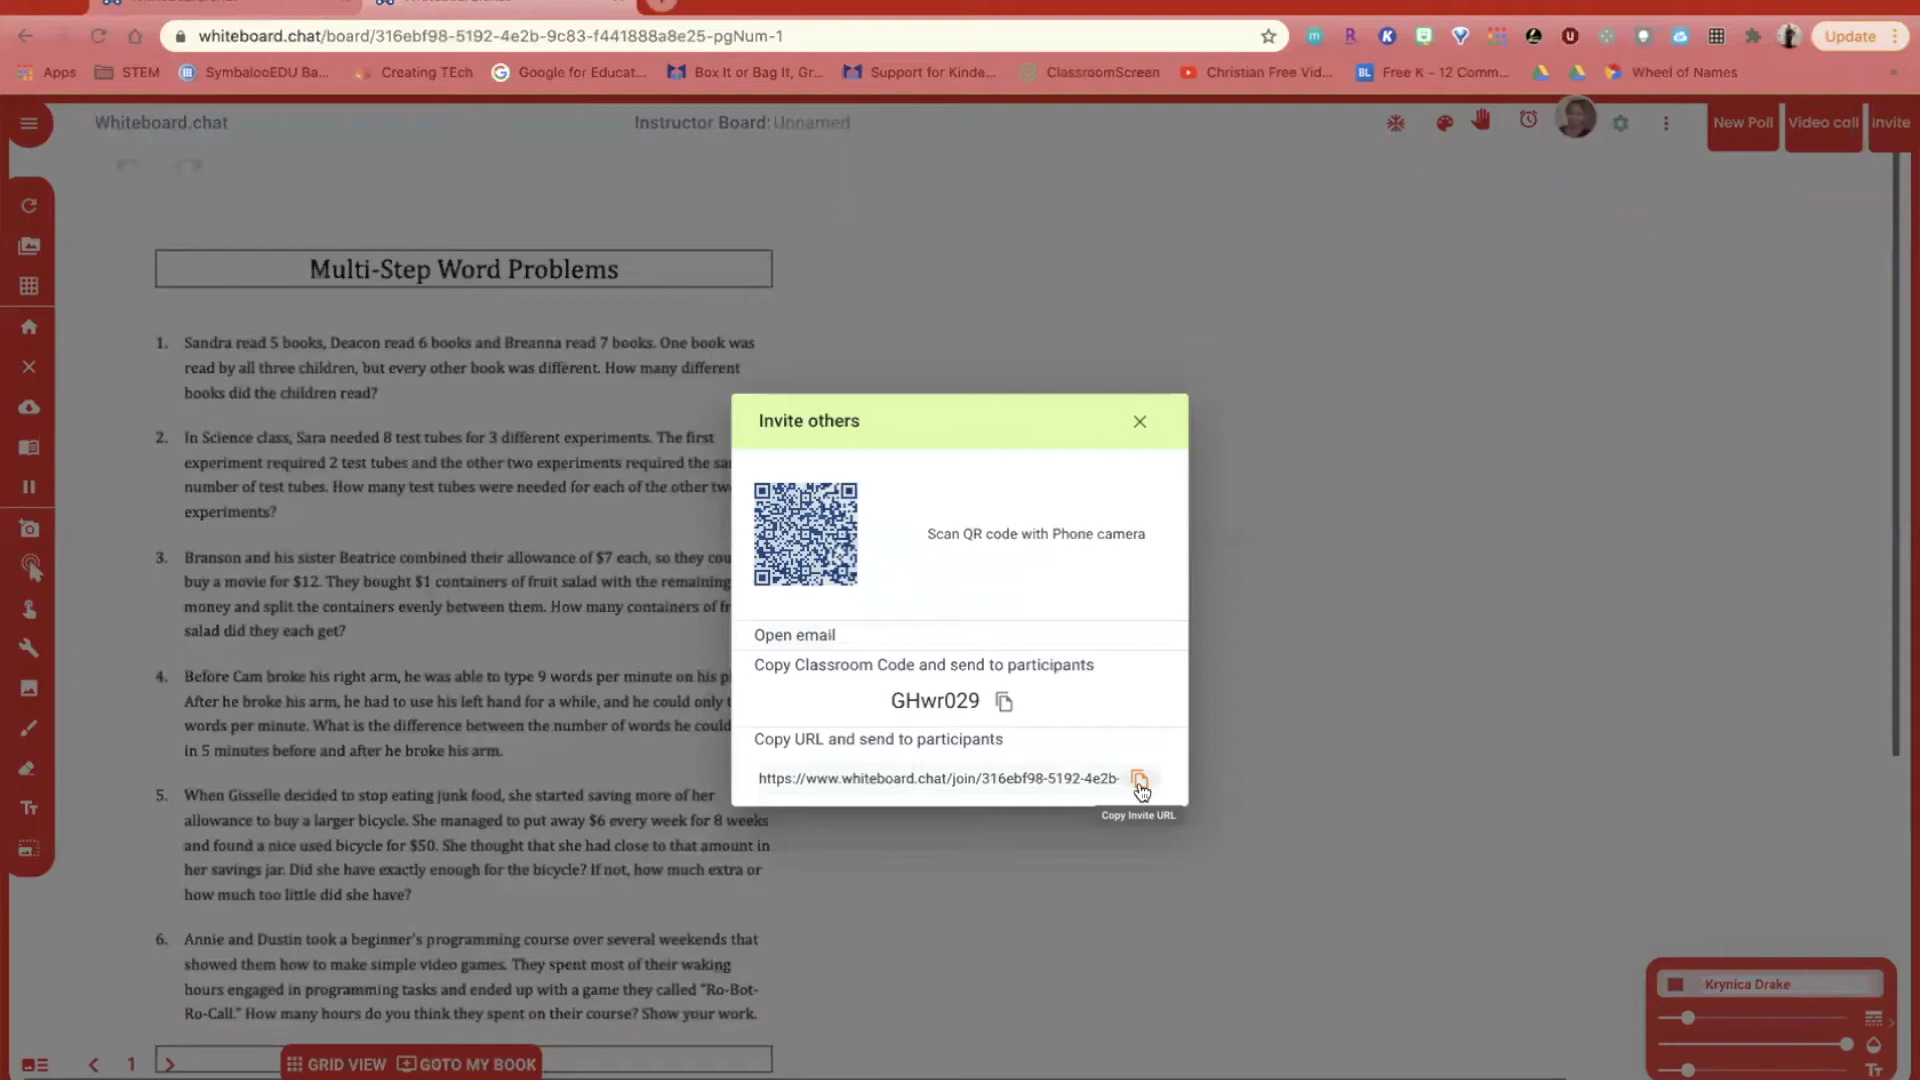 whiteboard.chat/board/316ebf98-5192-4e2b-9c83-f441888a8e25-pgNum-1
Update
Apps
STEM
SymbalooEDU Ba...
Creating TEch
Google for Educat...
Box It or Bag It, Gr...
Support for Kinde...
ClassroomScreen
Christian Free Vid...
Free K – 12 Comm...
Wheel of Names
Whiteboard.chat
Instructor Board: Unnamed
New Poll
Video call
Invite
Multi-Step Word Problems
1. Sandra read 5 books, Deacon read 6 books and Breanna read 7 books. One book was
read by all three children, but every other book was different. How many different
books did the children read?
2. In Science class, Sara needed 8 test tubes for 3 different experiments. The first
experiment required 2 test tubes and the other two experiments required the sa
number of test tubes. How many test tubes were needed for each of the other tw
experiments?
3. Branson and his sister Beatrice combined their allowance of $7 each, so they cou
buy a movie for $12. They bought $1 containers of fruit salad with the remaining
money and split the containers evenly between them. How many containers of fr
salad did they each get?
4. Before Cam broke his right arm, he was able to type 9 words per minute on his p
After he broke his arm, he had to use his left hand for a while, and he could only t
words per minute. What is the difference between the number of words he could
in 5 minutes before and after he broke his arm.
5. When Gisselle decided to stop eating junk food, she started saving more of her
allowance to buy a larger bicycle. She managed to put away $6 every week for 8 weeks
and found a nice used bicycle for $50. She thought that she had close to that amount in
her savings jar. Did she have exactly enough for the bicycle? If not, how much extra or
how much too little did she have?
6. Annie and Dustin took a beginner's programming course over several weekends that
showed them how to make simple video games. They spent most of their waking
hours engaged in programming tasks and ended up with a game they called "Ro-Bot-
Ro-Call." How many hours do you think they spent on their course? Show your work.
Invite others
Scan QR code with Phone camera
Open email
Copy Classroom Code and send to participants
GHwr029
Copy URL and send to participants
https://www.whiteboard.chat/join/316ebf98-5192-4e2b-
Copy Invite URL
Krynica Drake
1
GRID VIEW
GOTO MY BOOK